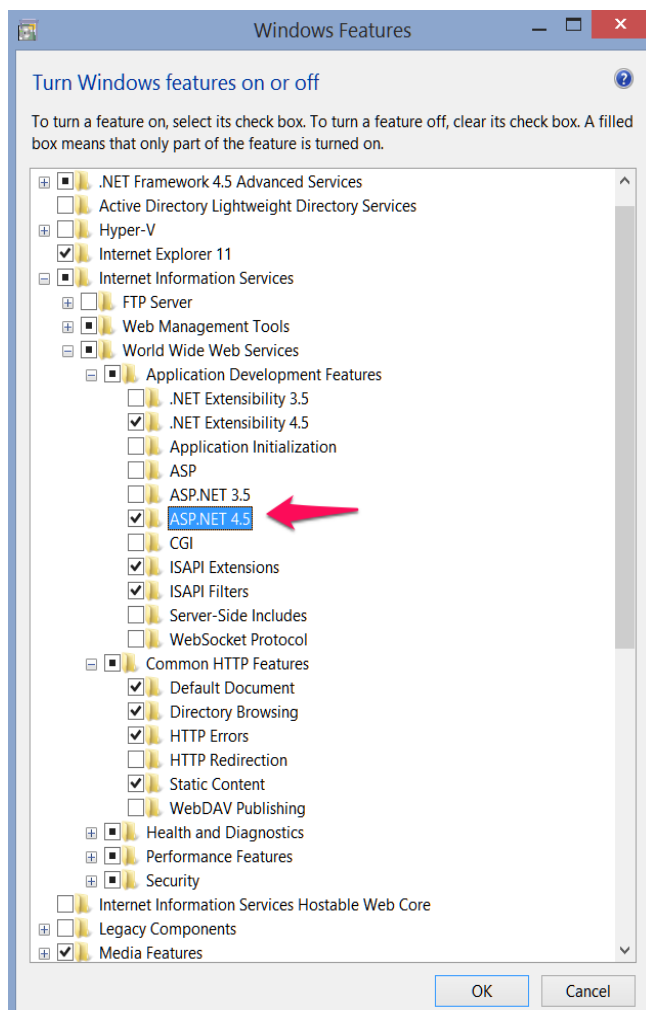 Windows Features
Turn Windows features on or off
To turn a feature on, select its check box. To turn a feature off, clear its check box. A filled
box means that only part of the feature is turned on.
.NET Framework 4.5 Advanced Services
Active Directory Lightweight Directory Services
Hyper-V
Internet Explorer 11
Internet Information Services
FTP Server
Web Management Tools
World Wide Web Services
Application Development Features
.NET Extensibility 3.5
.NET Extensibility 4.5
Application Initialization
ASP
ASP.NET 3.5
ASP.NET 4.5
CGI
ISAPI Extensions
ISAPI Filters
Server-Side Includes
WebSocket Protocol
Common HTTP Features
Default Document
Directory Browsing
HTTP Errors
HTTP Redirection
Static Content
WebDAV Publishing
Health and Diagnostics
Performance Features
Security
Internet Information Services Hostable Web Core
Legacy Components
Media Features
OK Cancel